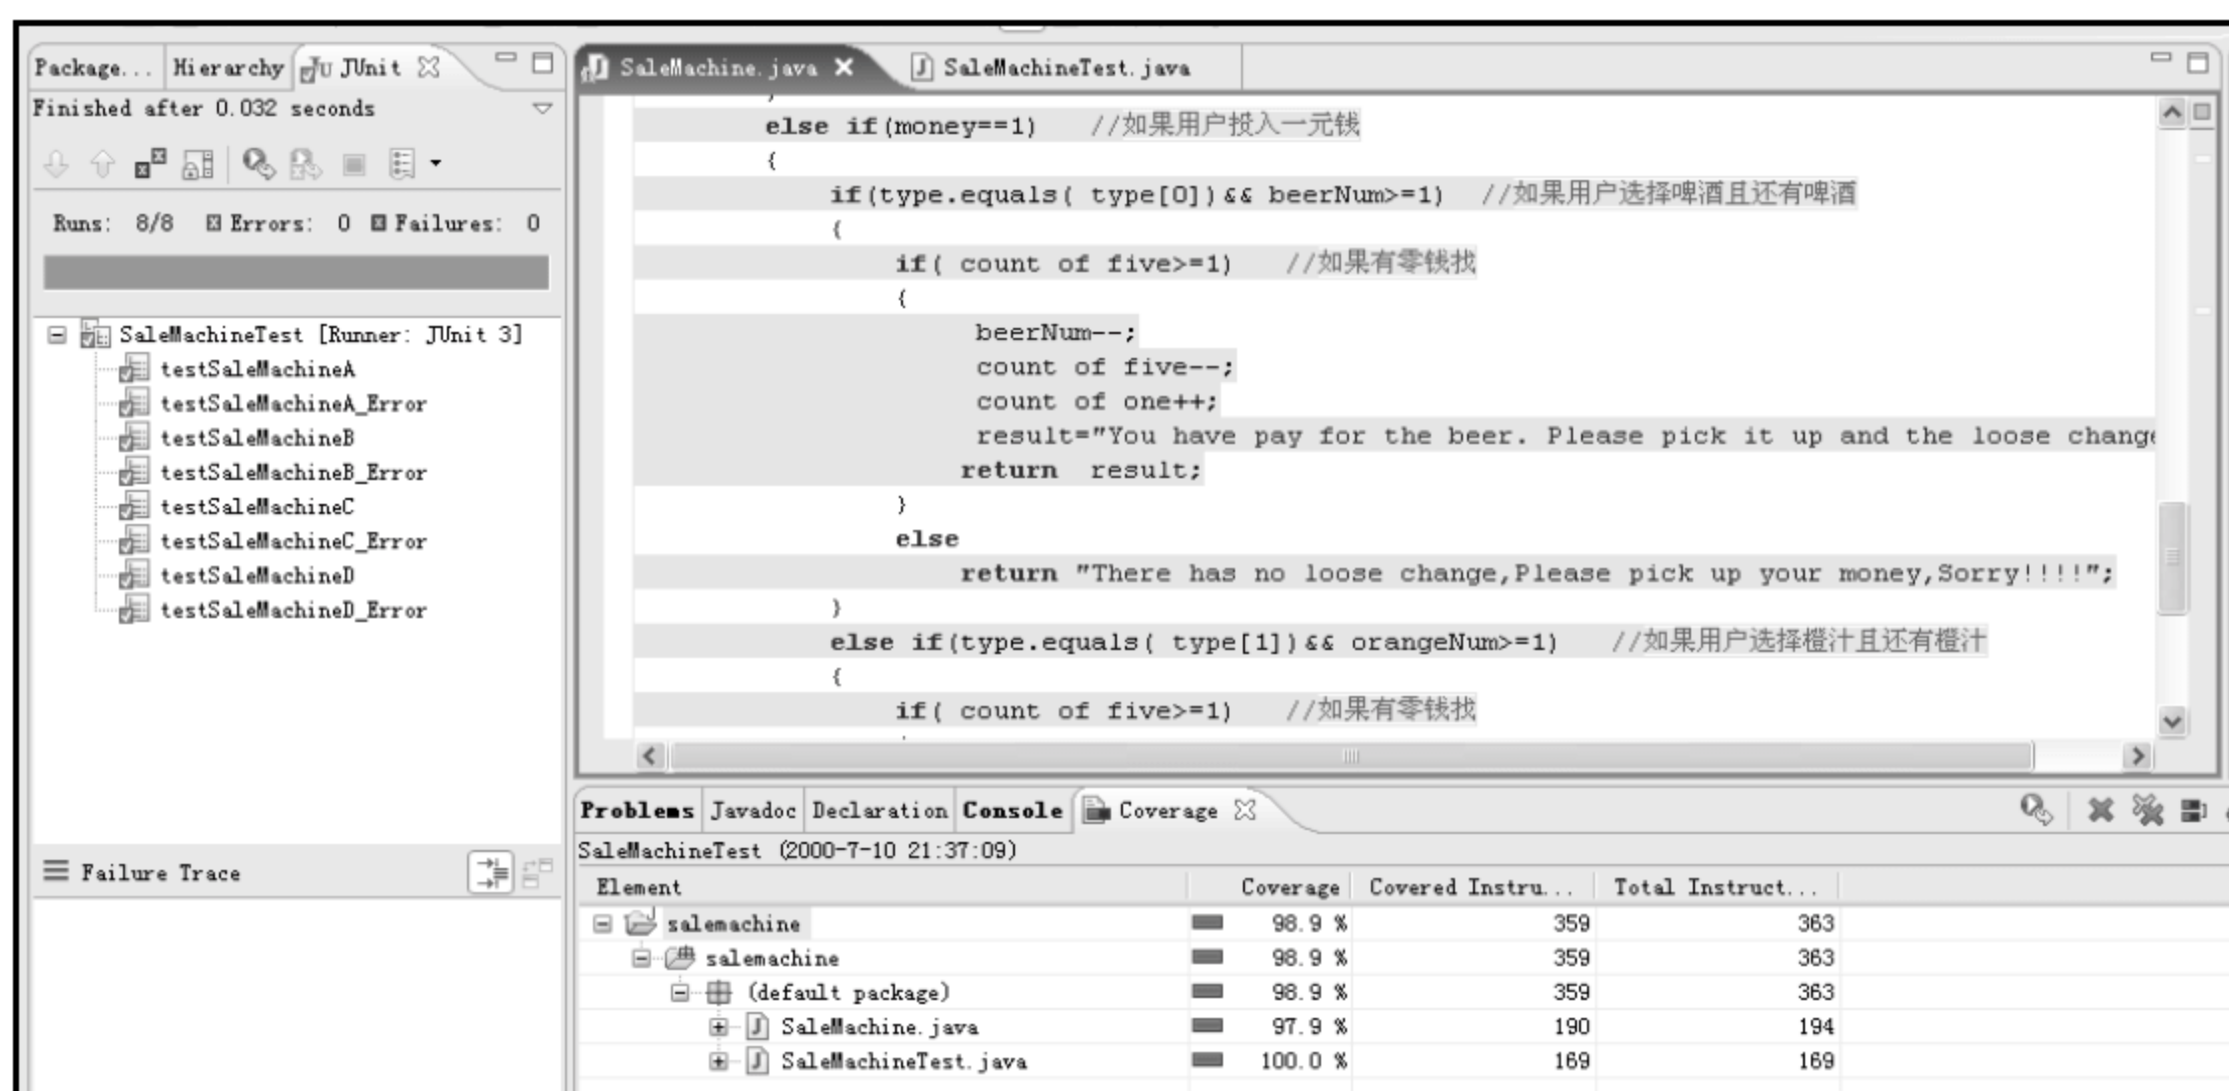 Package... Hierarchy JUnit
Finished after 0.032 seconds
Runs: 8/8 Errors: 0 Failures: 0
SaleMachineTest [Runner: JUnit 3]
testSaleMachineA
testSaleMachineA_Error
testSaleMachineB
testSaleMachineB_Error
testSaleMachineC
testSaleMachineC_Error
testSaleMachineD
testSaleMachineD_Error
Failure Trace
SaleMachine.java SaleMachineTest.java
else if(money==1) //如果用户投入一元钱
{
if(type.equals( type[0])&& beerNum>=1) //如果用户选择啤酒且还有啤酒
{
if( count of five>=1) //如果有零钱找
{
beerNum--;
count of five--;
count of one++;
result="You have pay for the beer. Please pick it up and the loose change
return result;
}
else
return "There has no loose change,Please pick up your money,Sorry!!!!";
}
else if(type.equals( type[1])&& orangeNum>=1) //如果用户选择橙汁且还有橙汁
{
if( count of five>=1) //如果有零钱找
Problems Javadoc Declaration Console Coverage
SaleMachineTest (2000-7-10 21:37:09)
Element Coverage Covered Instru... Total Instruct...
salemachine 98.9 % 359 363
salemachine 98.9 % 359 363
(default package) 98.9 % 359 363
SaleMachine.java 97.9 % 190 194
SaleMachineTest.java 100.0 % 169 169